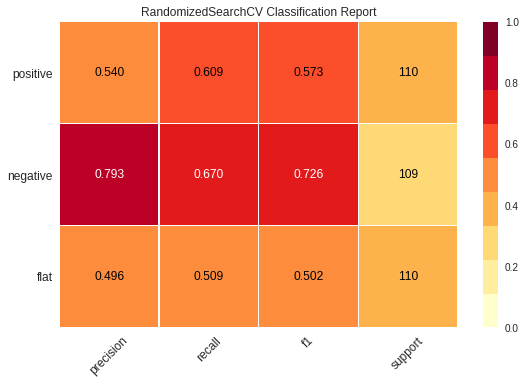 RandomizedSearchCV Classification Report
positive 0.540 0.609 0.573 110
negative 0.793 0.670 0.726 109
flat 0.496 0.509 0.502 110
precision recall f1 support
1.0
0.8
0.6
0.4
0.2
0.0